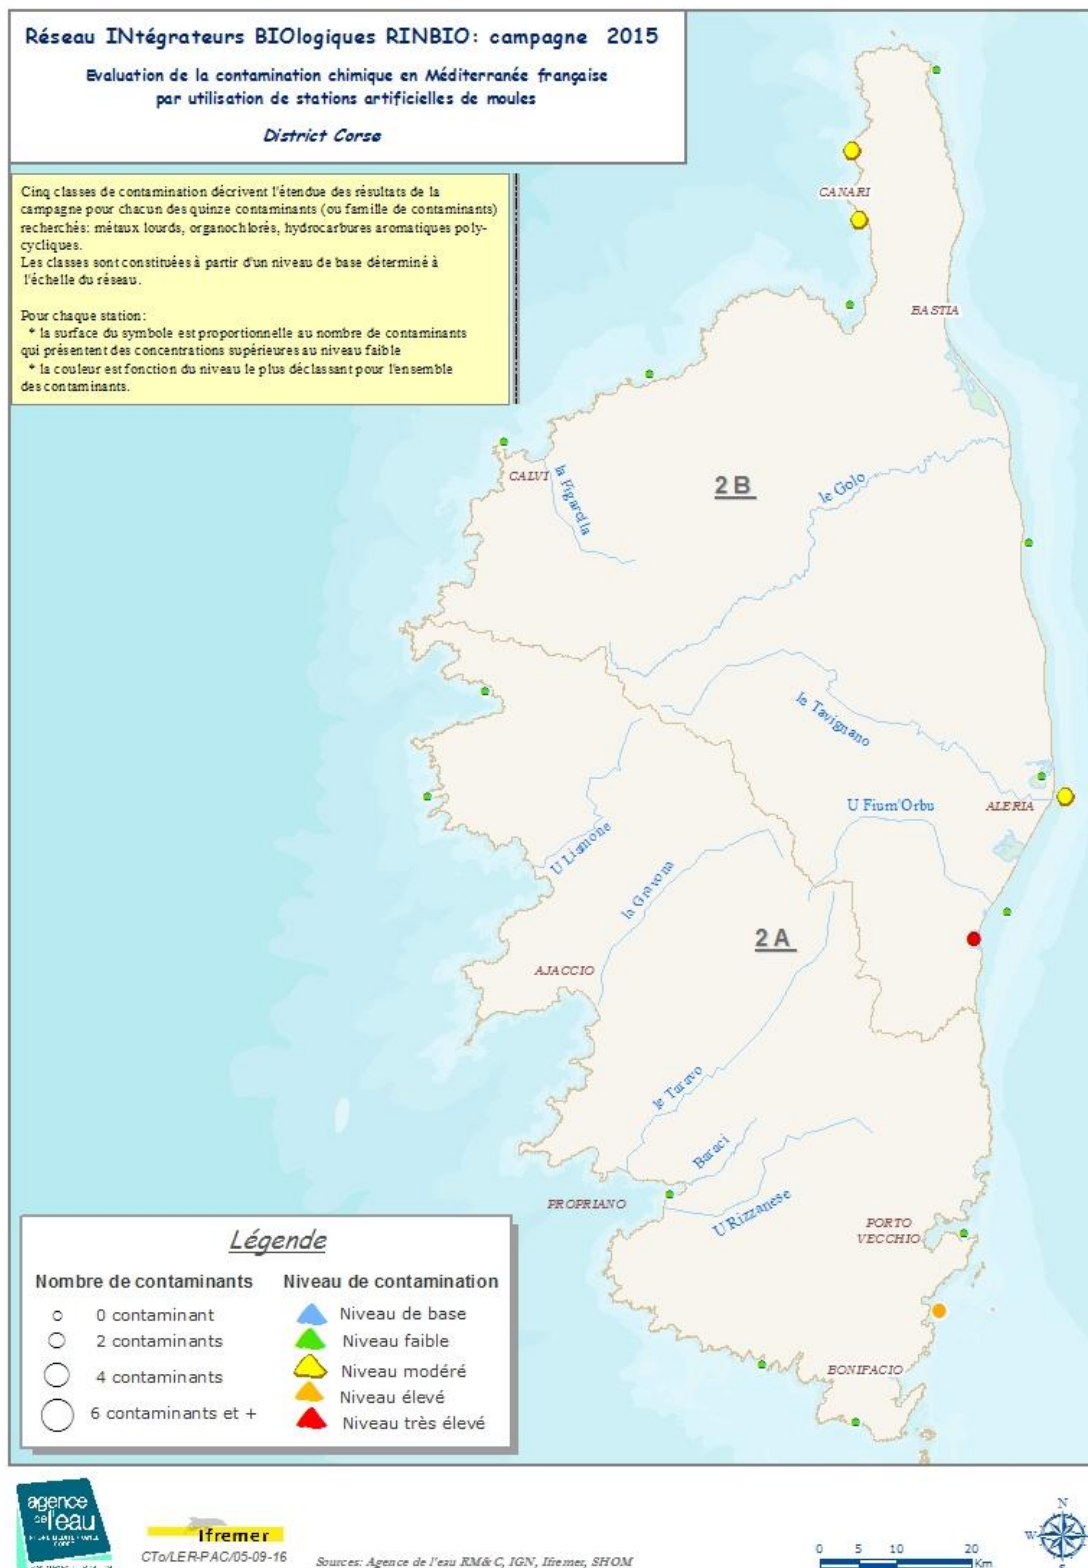 Réseau INtégrateurs BIOlogiques RINBIO: campagne 2015
Evaluation de la contamination chimique en Méditerranée française
par utilisation de stations artificielles de moules
District Corse
Cinq classes de contamination décrivent l'étendue des résultats de la
campagne pour chacun des quinze contaminants (ou famille de contaminants)
recherchés: métaux lourds, organochlorés, hydrocarbures aromatiques poly-
cycliques.
Les classes sont constituées à partir d'un niveau de base déterminé à
l'échelle du réseau.
Pour chaque station:
* la surface du symbole est proportionnelle au nombre de contaminants
qui présentent des concentrations supérieures au niveau faible
* la couleur est fonction du niveau le plus déclassant pour l'ensemble
des contaminants.
CANARI
BASTIA
CALVI
la Figarella
2 B
le Golo
le Tavignano
ALERIA
U Fium'Orbu
U Liamone
la Gravona
2 A
AJACCIO
le Taravo
Baraci
PROPRIANO
U Rizzanese
PORTO
VECCHIO
BONIFACIO
Légende
Nombre de contaminants
0 contaminant
2 contaminants
4 contaminants
6 contaminants et +
Niveau de contamination
Niveau de base
Niveau faible
Niveau modéré
Niveau élevé
Niveau très élevé
agence
de
l'eau
Ifremer
CTo/LER-PAC/05-09-16
Sources: Agence de l'eau RM& C, IGN, Ifremer, SHOM
0 5 10 20
Km
N
W